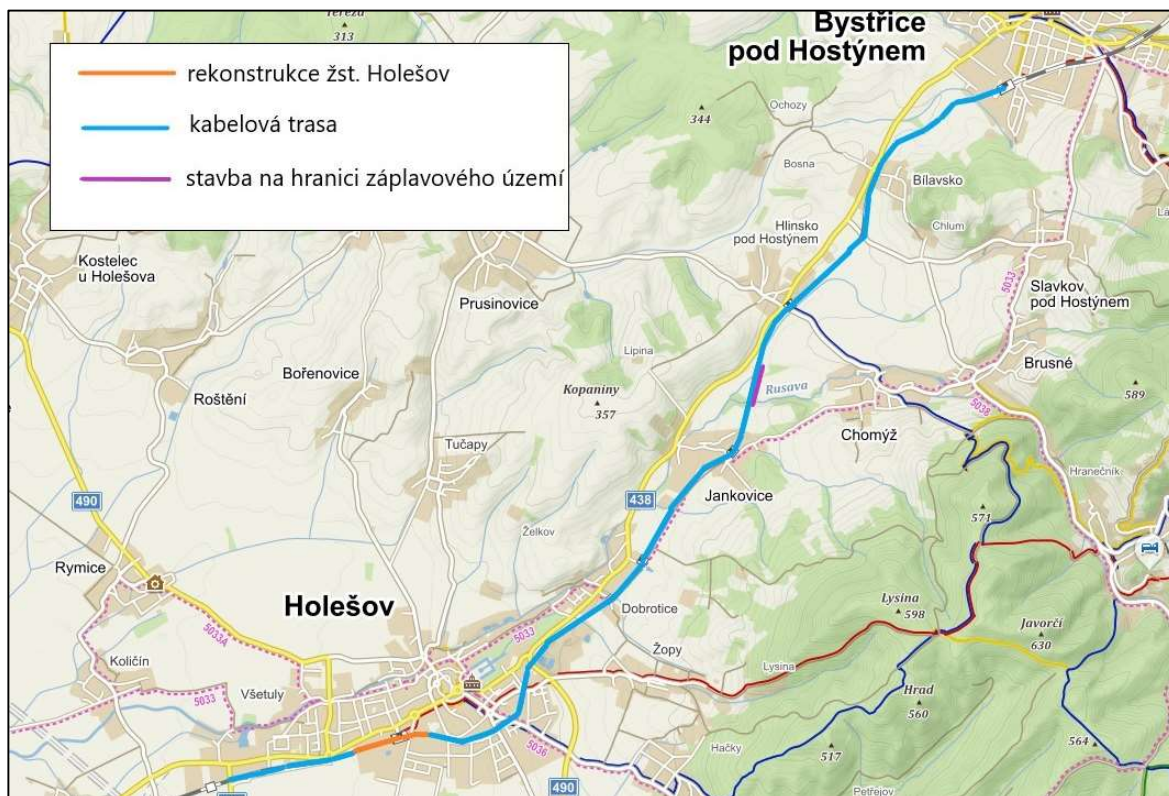 Tereza
313
Bystřice
pod Hostýnem
rekonstrukce žst. Holešov
kabelová trasa
stavba na hranici záplavového území
344
Ochozy
Bosna
Bílavsko
Chlum
Hlinsko
pod Hostýnem
Kostelec
u Holešova
Prusinovice
5033
Slavkov
pod Hostýnem
Lipina
Brusné
Bořenovice
Kopaniny
357
Rusava
589
Roštění
5038
Chomýž
Tučapy
Hranečník
490
438
Jankovice
571
Želkov
Rymice
Holešov
Dobrotice
Lysina
598
Javorčí
630
5033A
5033
Žopy
Količín
Lysina
Všetuly
5033
Hrad
560
5036
Hačky
517
564
490
Petřejov